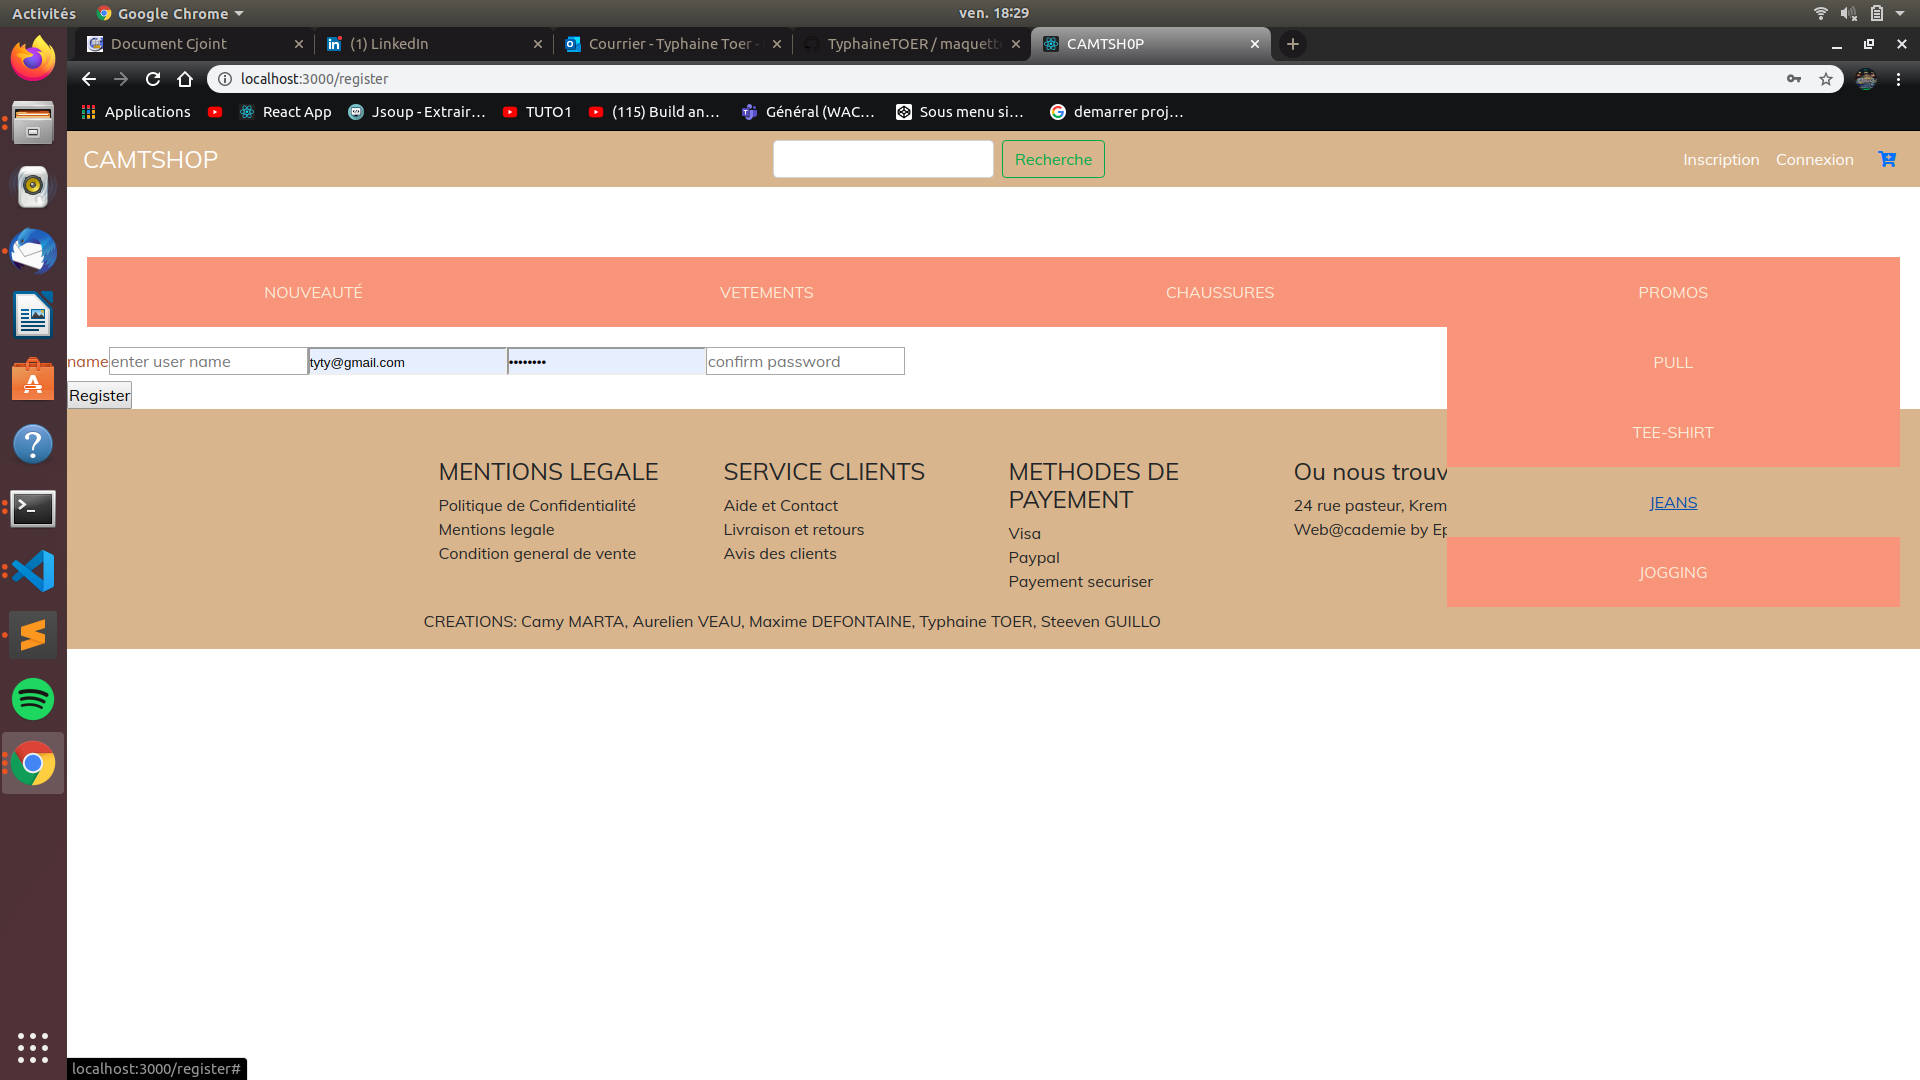 Activités
Google Chrome
ven. 18:29
Document Cjoint
(1) LinkedIn
Courrier - Typhaine Toer -
TyphaineTOER / maquett
CAMTSH0P
localhost:3000/register
Applications
React App
Jsoup - Extrair…
TUTO1
(115) Build an…
Général (WAC…
Sous menu si…
demarrer proj…
CAMTSHOP
Recherche
Inscription
Connexion
NOUVEAUTÉ
VETEMENTS
CHAUSSURES
PROMOS
name
enter user name
tyty@gmail.com
••••••••
confirm password
PULL
Register
TEE-SHIRT
JEANS
JOGGING
MENTIONS LEGALE
Politique de Confidentialité
Mentions legale
Condition general de vente
SERVICE CLIENTS
Aide et Contact
Livraison et retours
Avis des clients
METHODES DE
PAYEMENT
Visa
Paypal
Payement securiser
Ou nous trouv
24 rue pasteur, Krem
Web@cademie by Ep
CREATIONS: Camy MARTA, Aurelien VEAU, Maxime DEFONTAINE, Typhaine TOER, Steeven GUILLO
localhost:3000/register#